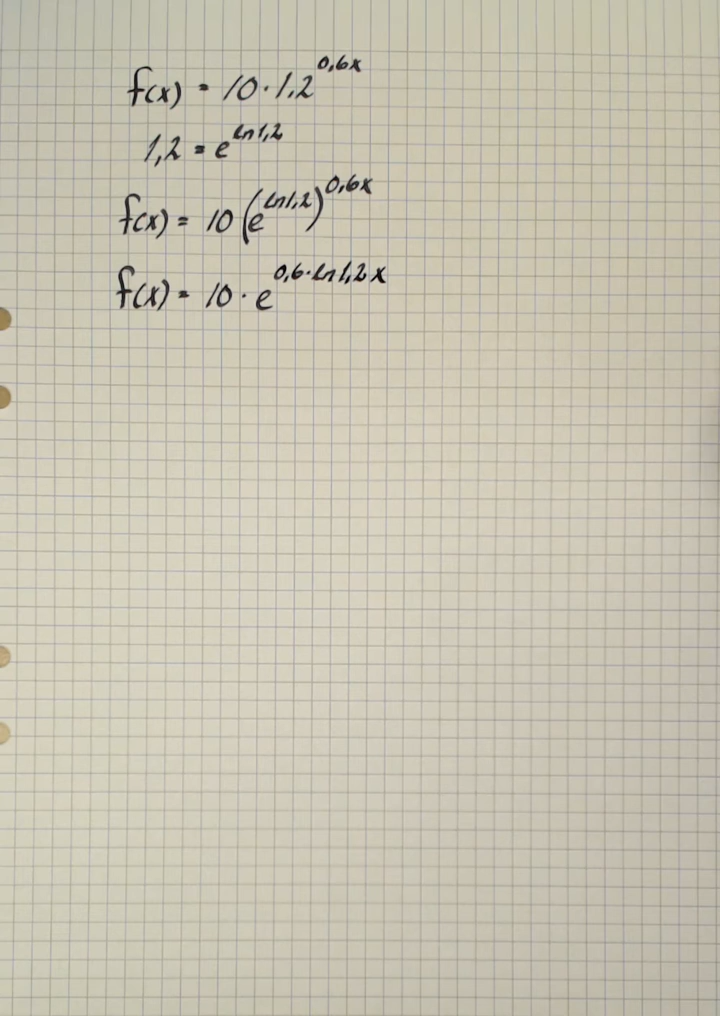 f(x) = 10 · 1,2^0,6x
1,2 = e^ln1,2
f(x) = 10 (e^ln1,2)^0,6x
f(x) = 10 · e^0,6·ln1,2x